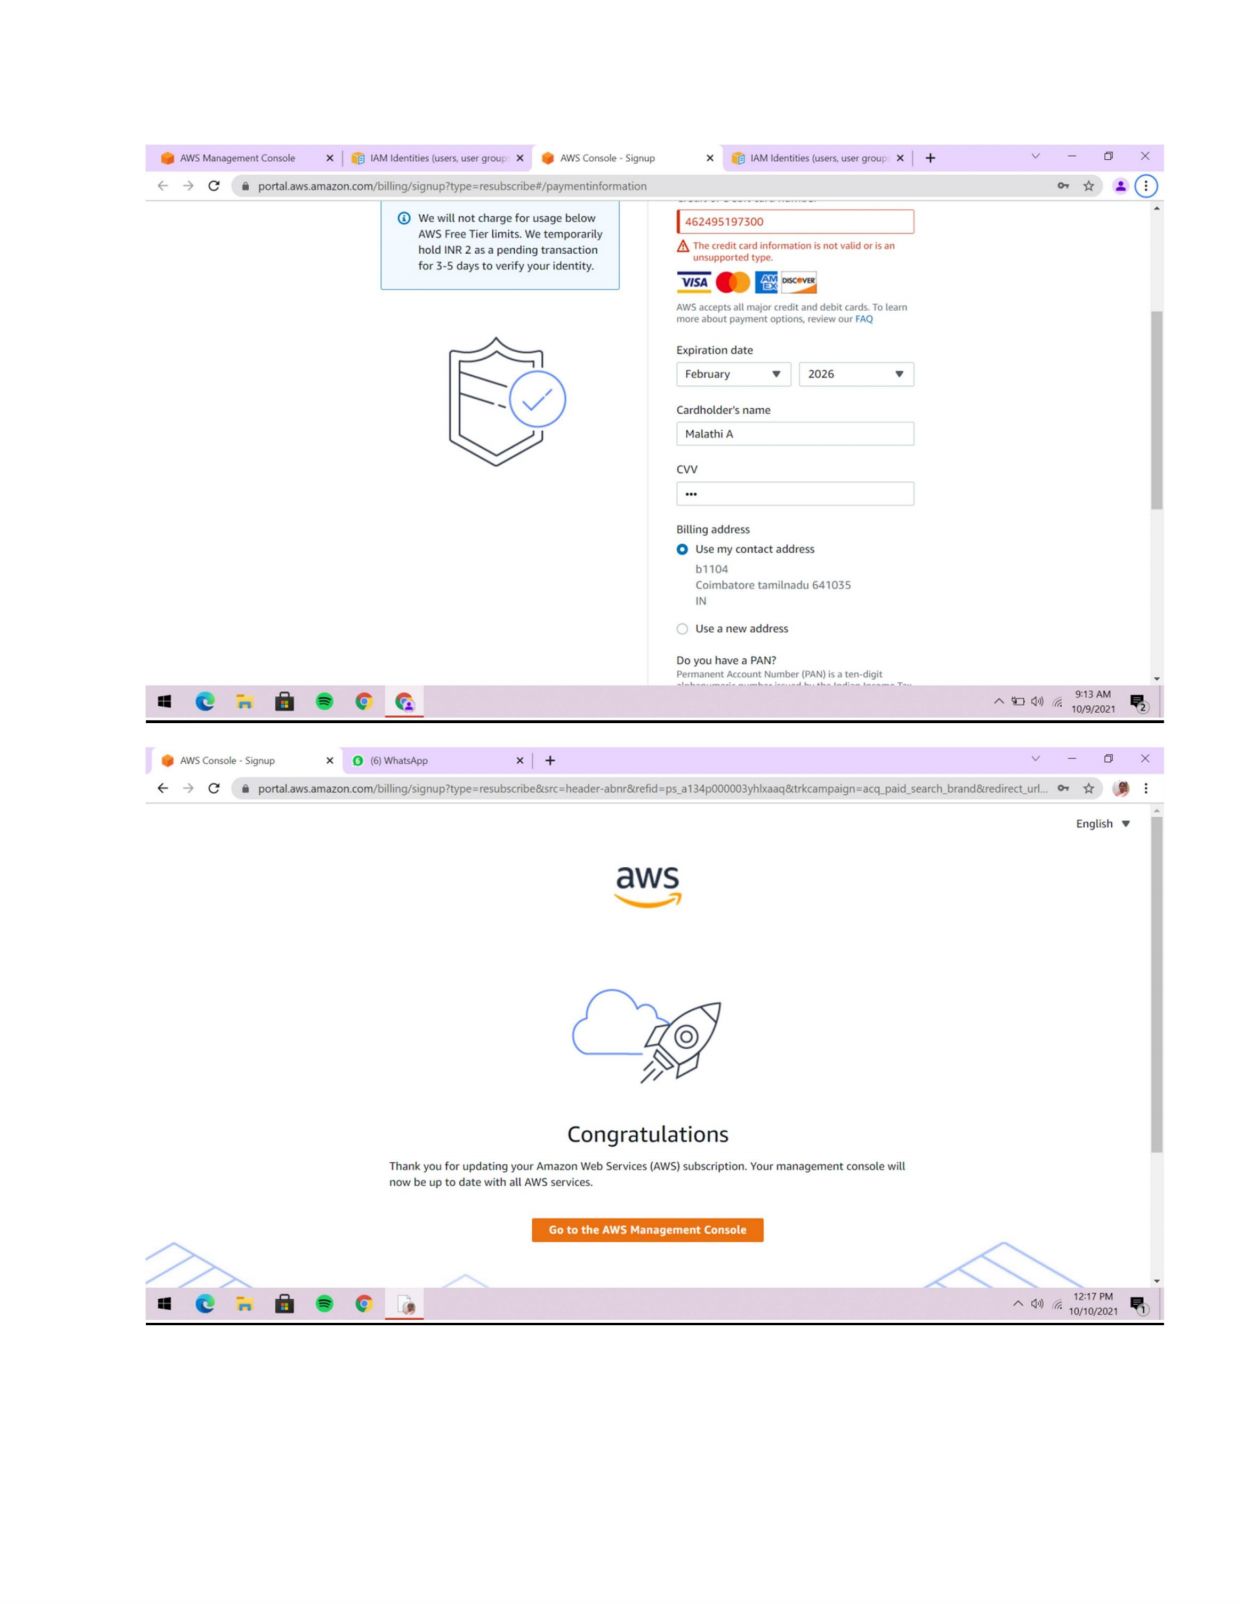 AWS Management Console
IAM Identities (users, user group
AWS Console - Signup
IAM Identities (users, user group
portal.aws.amazon.com/billing/signup?type=resubscribe#/paymentinformation
We will not charge for usage below
AWS Free Tier limits. We temporarily
hold INR 2 as a pending transaction
for 3-5 days to verify your identity.
462495197300
The credit card information is not valid or is an
unsupported type.
VISA
AM EX
DISCOVER
AWS accepts all major credit and debit cards. To learn
more about payment options, review our FAQ
Expiration date
February 2026
Cardholder's name
Malathi A
CVV
•••
Billing address
Use my contact address
b1104
Coimbatore tamilnadu 641035
IN
Use a new address
Do you have a PAN?
Permanent Account Number (PAN) is a ten-digit
9:13 AM
10/9/2021
2
AWS Console - Signup
6
(6) WhatsApp
portal.aws.amazon.com/billing/signup?type=resubscribe&src=header-abnr&refid=ps_a134p000003yhlxaaq&trkcampaign=acq_paid_search_brand&redirect_url...
English
aws
Congratulations
Thank you for updating your Amazon Web Services (AWS) subscription. Your management console will
now be up to date with all AWS services.
Go to the AWS Management Console
12:17 PM
10/10/2021
1